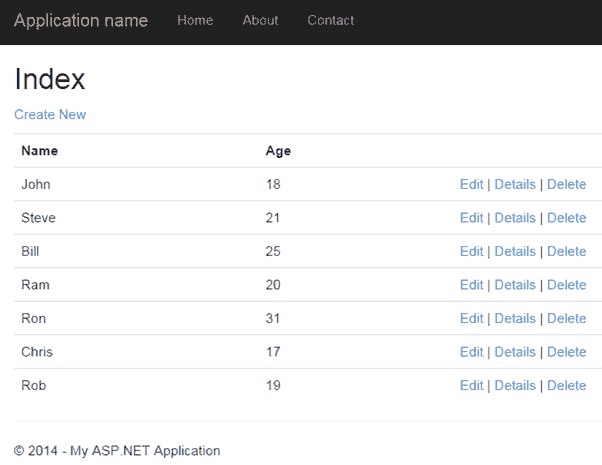 Application name Home About Contact
Index
Create New
Name Age
John 18 Edit | Details | Delete
Steve 21 Edit | Details | Delete
Bill 25 Edit | Details | Delete
Ram 20 Edit | Details | Delete
Ron 31 Edit | Details | Delete
Chris 17 Edit | Details | Delete
Rob 19 Edit | Details | Delete
© 2014 - My ASP.NET Application